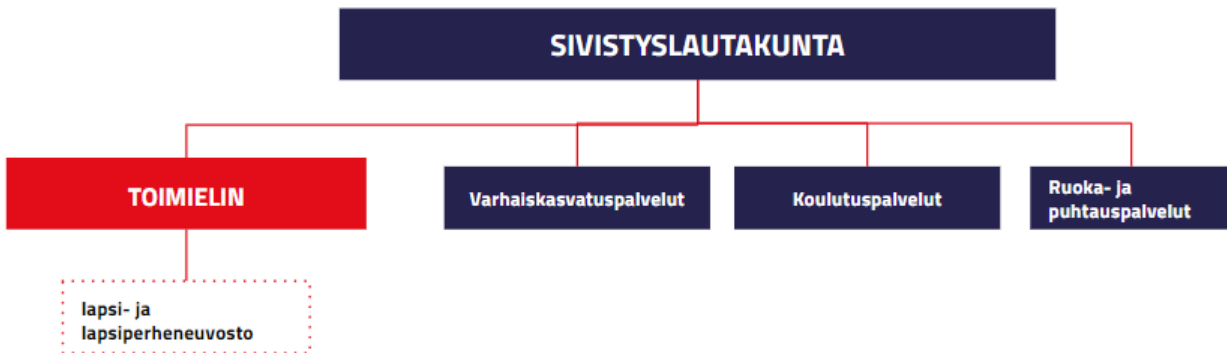 SIVISTYSLAUTAKUNTA
TOIMIELIN
Varhaiskasvatuspalvelut
Koulutuspalvelut
Ruoka- ja
puhtauspalvelut
lapsi- ja
lapsiperheneuvosto